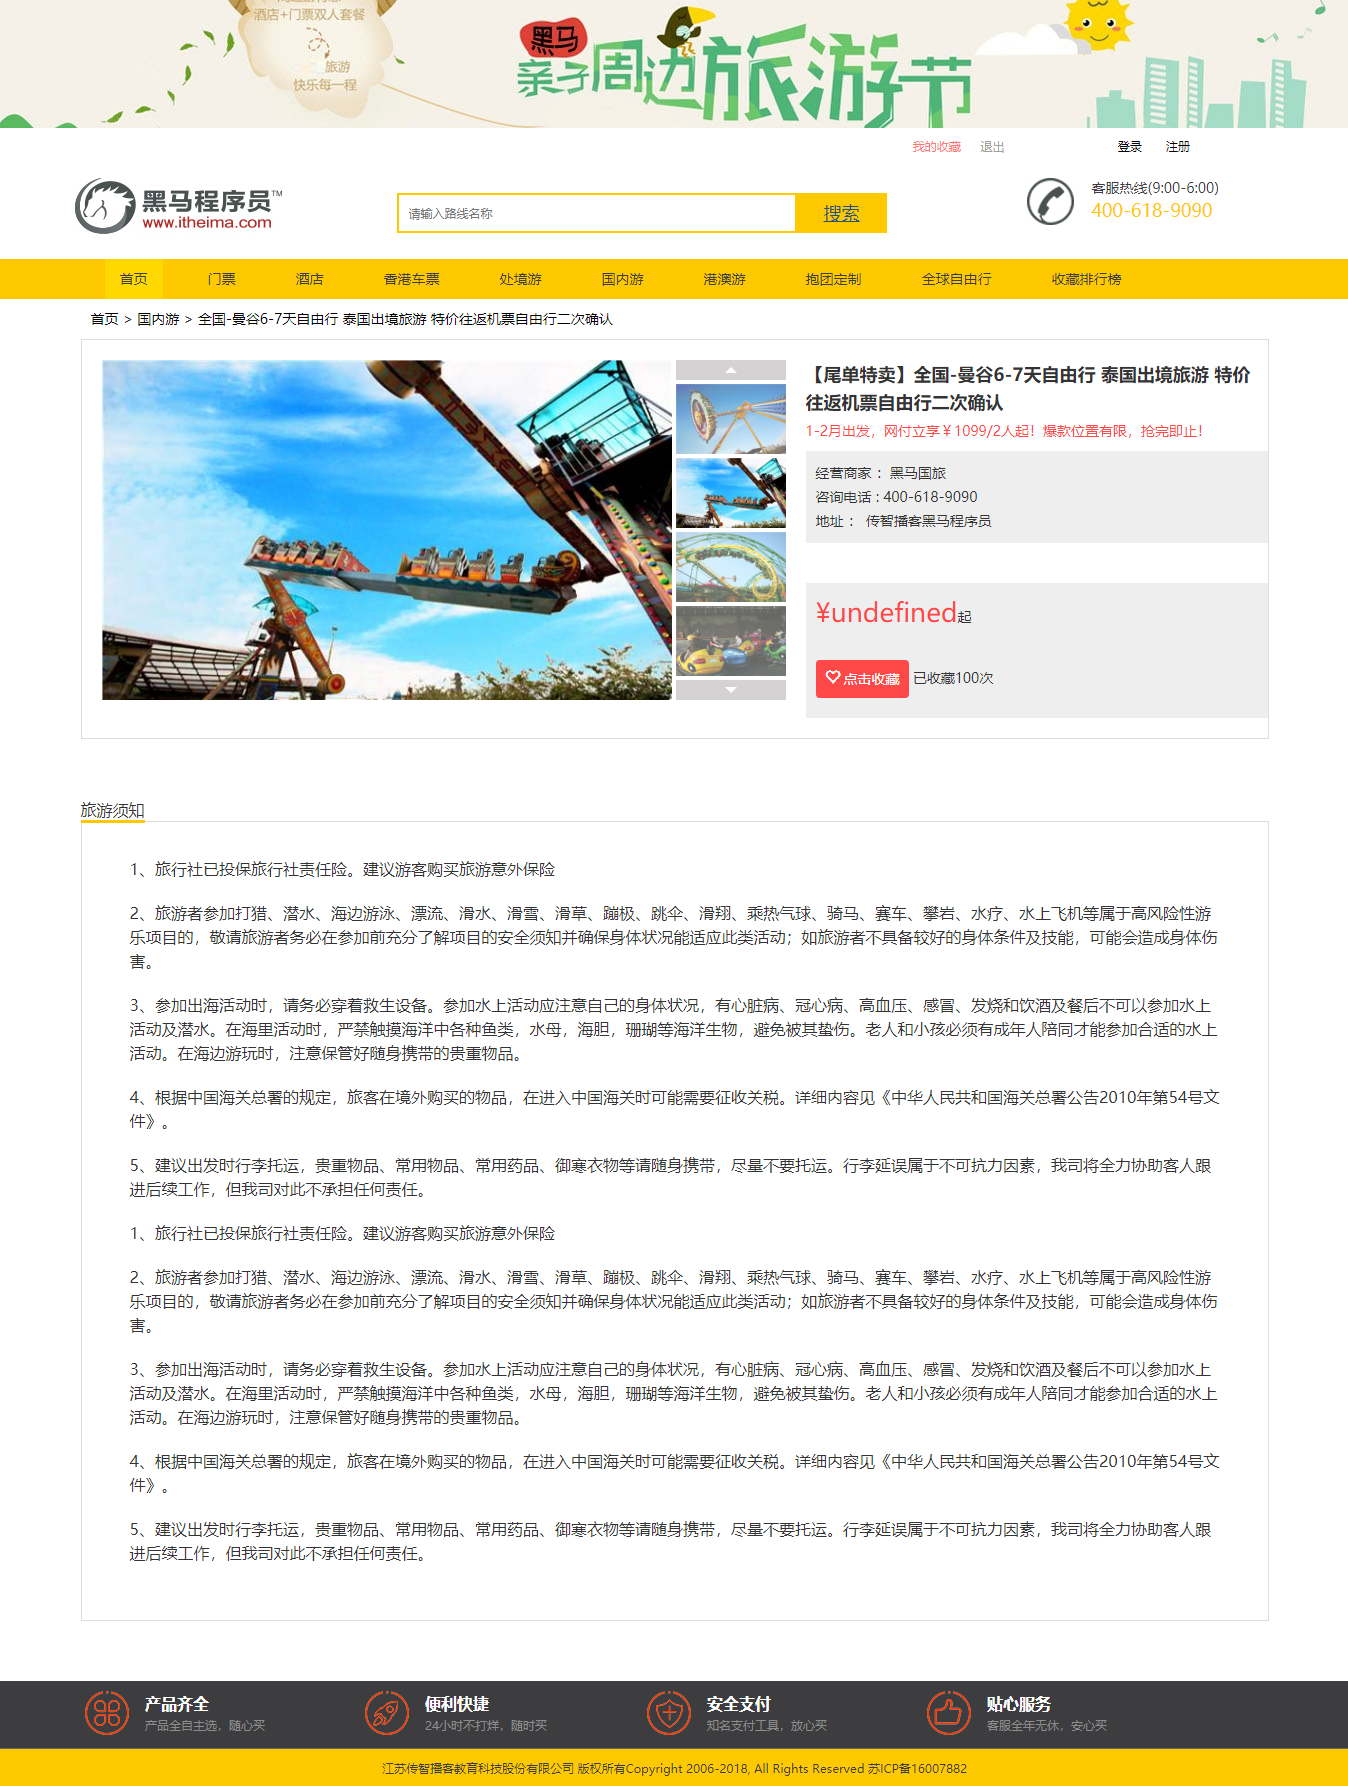 酒店+门票双人套餐
旅游
快乐每一程
黑马
亲子周边旅游节
我的收藏 退出 登录 注册
黑马程序员™
www.itheima.com
请输入路线名称
搜索
客服热线(9:00-6:00)
400-618-9090
首页 门票 酒店 香港车票 处境游 国内游 港澳游 抱团定制 全球自由行 收藏排行榜
首页 > 国内游 > 全国-曼谷6-7天自由行 泰国出境旅游 特价往返机票自由行二次确认
【尾单特卖】全国-曼谷6-7天自由行 泰国出境旅游 特价
往返机票自由行二次确认
1-2月出发，网付立享￥1099/2人起！爆款位置有限，抢完即止！
经营商家 ：黑马国旅
咨询电话 : 400-618-9090
地址 ： 传智播客黑马程序员
¥undefined起
点击收藏 已收藏100次
旅游须知
1、旅行社已投保旅行社责任险。建议游客购买旅游意外保险
2、旅游者参加打猎、潜水、海边游泳、漂流、滑水、滑雪、滑草、蹦极、跳伞、滑翔、乘热气球、骑马、赛车、攀岩、水疗、水上飞机等属于高风险性游
乐项目的，敬请旅游者务必在参加前充分了解项目的安全须知并确保身体状况能适应此类活动；如旅游者不具备较好的身体条件及技能，可能会造成身体伤
害。
3、参加出海活动时，请务必穿着救生设备。参加水上活动应注意自己的身体状况，有心脏病、冠心病、高血压、感冒、发烧和饮酒及餐后不可以参加水上
活动及潜水。在海里活动时，严禁触摸海洋中各种鱼类，水母，海胆，珊瑚等海洋生物，避免被其蛰伤。老人和小孩必须有成年人陪同才能参加合适的水上
活动。在海边游玩时，注意保管好随身携带的贵重物品。
4、根据中国海关总署的规定，旅客在境外购买的物品，在进入中国海关时可能需要征收关税。详细内容见《中华人民共和国海关总署公告2010年第54号文
件》。
5、建议出发时行李托运，贵重物品、常用物品、常用药品、御寒衣物等请随身携带，尽量不要托运。行李延误属于不可抗力因素，我司将全力协助客人跟
进后续工作，但我司对此不承担任何责任。
1、旅行社已投保旅行社责任险。建议游客购买旅游意外保险
2、旅游者参加打猎、潜水、海边游泳、漂流、滑水、滑雪、滑草、蹦极、跳伞、滑翔、乘热气球、骑马、赛车、攀岩、水疗、水上飞机等属于高风险性游
乐项目的，敬请旅游者务必在参加前充分了解项目的安全须知并确保身体状况能适应此类活动；如旅游者不具备较好的身体条件及技能，可能会造成身体伤
害。
3、参加出海活动时，请务必穿着救生设备。参加水上活动应注意自己的身体状况，有心脏病、冠心病、高血压、感冒、发烧和饮酒及餐后不可以参加水上
活动及潜水。在海里活动时，严禁触摸海洋中各种鱼类，水母，海胆，珊瑚等海洋生物，避免被其蛰伤。老人和小孩必须有成年人陪同才能参加合适的水上
活动。在海边游玩时，注意保管好随身携带的贵重物品。
4、根据中国海关总署的规定，旅客在境外购买的物品，在进入中国海关时可能需要征收关税。详细内容见《中华人民共和国海关总署公告2010年第54号文
件》。
5、建议出发时行李托运，贵重物品、常用物品、常用药品、御寒衣物等请随身携带，尽量不要托运。行李延误属于不可抗力因素，我司将全力协助客人跟
进后续工作，但我司对此不承担任何责任。
产品齐全
产品全自主选，随心买
便利快捷
24小时不打烊，随时买
安全支付
知名支付工具，放心买
贴心服务
客服全年无休，安心买
江苏传智播客教育科技股份有限公司 版权所有Copyright 2006-2018, All Rights Reserved 苏ICP备16007882